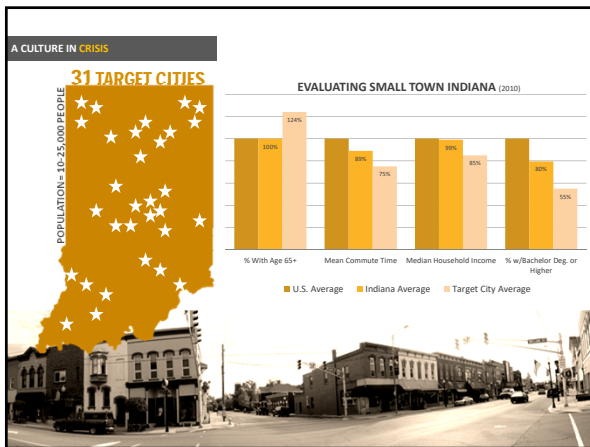 A CULTURE IN CRISIS
31 TARGET CITIES
POPULATION = 10-25,000 PEOPLE
EVALUATING SMALL TOWN INDIANA (2010)
124%
100%
89%
75%
99%
85%
80%
55%
% With Age 65+
Mean Commute Time
Median Household Income
% w/Bachelor Deg. or
Higher
U.S. Average
Indiana Average
Target City Average